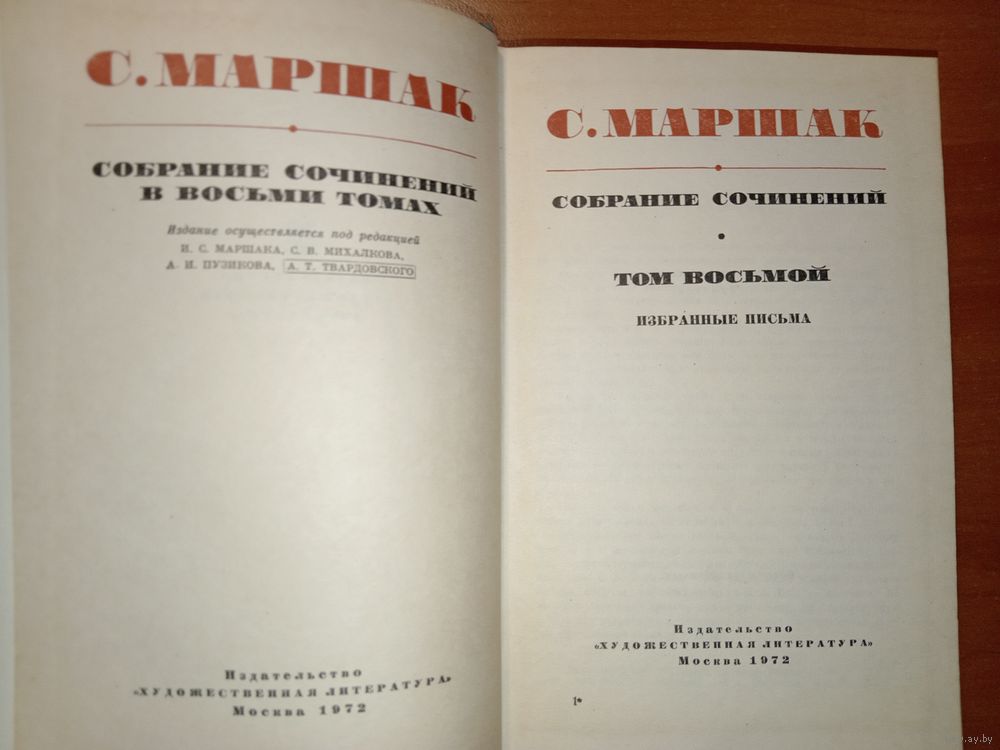 С. МАРШАК
СОБРАНИЕ СОЧИНЕНИЙ
В ВОСЬМИ ТОМАХ
Издание осуществляется под редакцией
И. С. МАРШАКА, С. В. МИХАЛКОВА,
А. И. ПУЗИКОВА, А. Т. ТВАРДОВСКОГО
Издательство
«ХУДОЖЕСТВЕННАЯ ЛИТЕРАТУРА»
Москва 1972
С. МАРШАК
СОБРАНИЕ СОЧИНЕНИЙ
•
ТОМ ВОСЬМОЙ
ИЗБРАННЫЕ ПИСЬМА
Издательство
«ХУДОЖЕСТВЕННАЯ ЛИТЕРАТУРА»
Москва 1972
1*